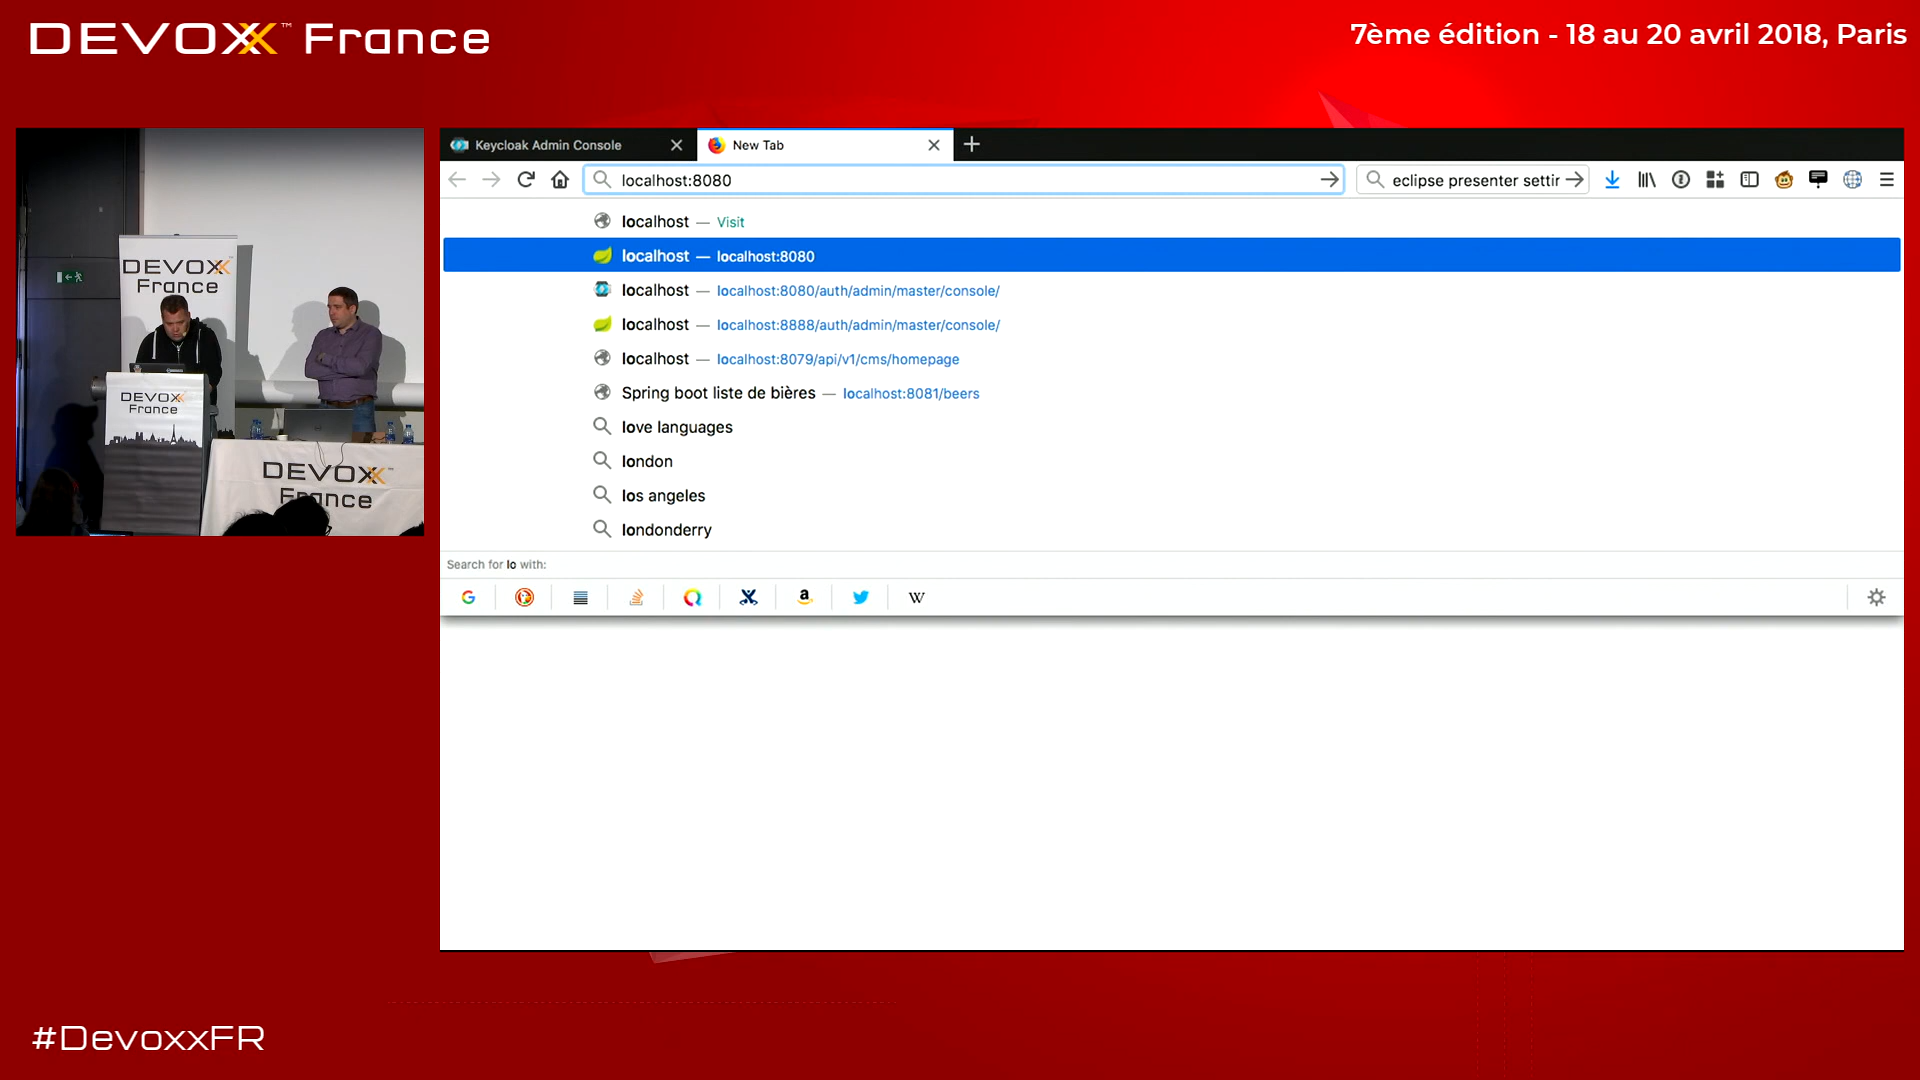 DEVOXX™ France
7ème édition - 18 au 20 avril 2018, Paris
DEVOXX
France
DEVOXX
France
DEVOXX
France
Keycloak Admin Console
New Tab
localhost:8080
eclipse presenter settir
localhost — Visit
localhost — localhost:8080
localhost — localhost:8080/auth/admin/master/console/
localhost — localhost:8888/auth/admin/master/console/
localhost — localhost:8079/api/v1/cms/homepage
Spring boot liste de bières — localhost:8081/beers
love languages
london
los angeles
londonderry
Search for lo with:
#DevoxxFR